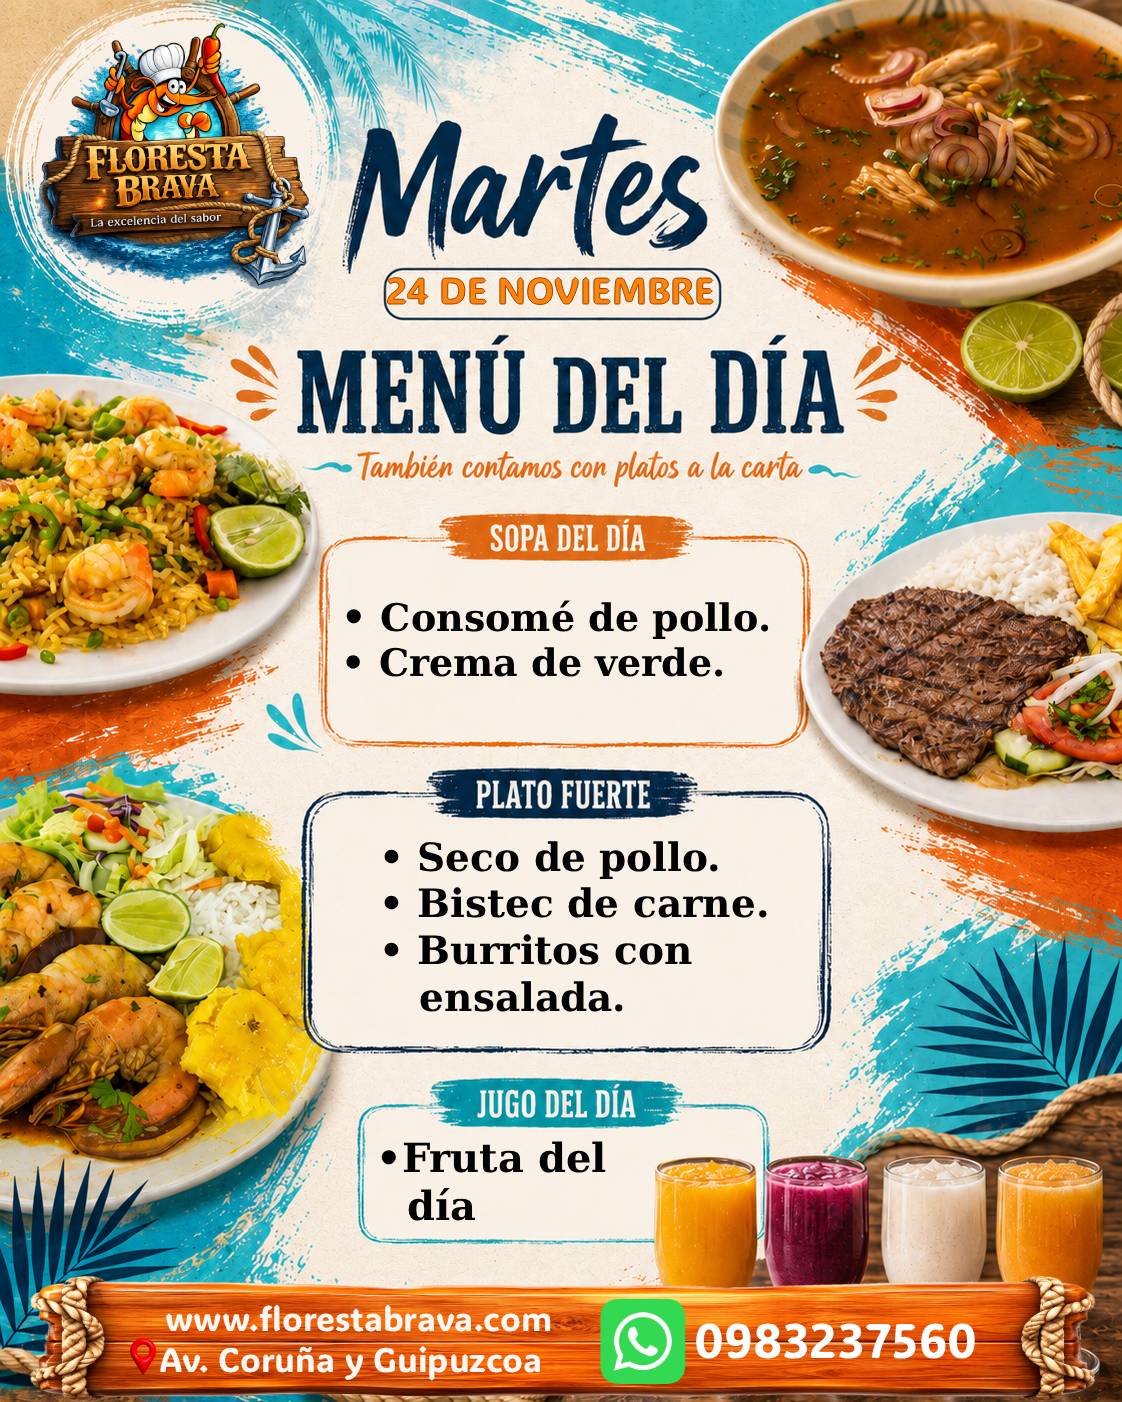 FLORESTA
BRAVA
La excelencia del sabor
Martes
24 DE NOVIEMBRE
MENÚ DEL DÍA
También contamos con platos a la carta
SOPA DEL DÍA
• Consomé de pollo.
• Crema de verde.
PLATO FUERTE
• Seco de pollo.
• Bistec de carne.
• Burritos con
ensalada.
JUGO DEL DÍA
•Fruta del
día
www.florestabrava.com
Av. Coruña y Guipuzcoa
0983237560